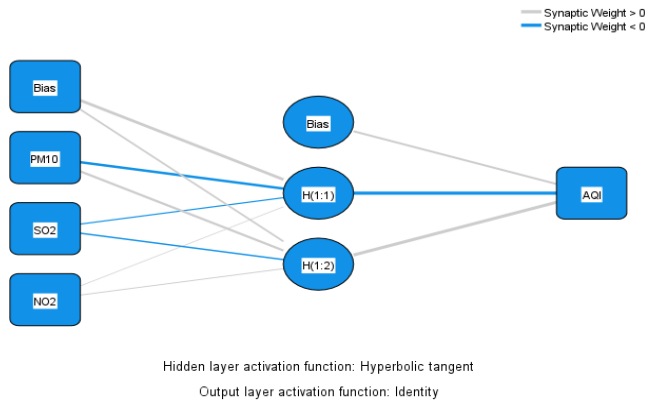 Synaptic Weight > 0
Synaptic Weight < 0
Bias
PM10
SO2
NO2
Bias
H(1:1)
H(1:2)
AQI
Hidden layer activation function: Hyperbolic tangent
Output layer activation function: Identity